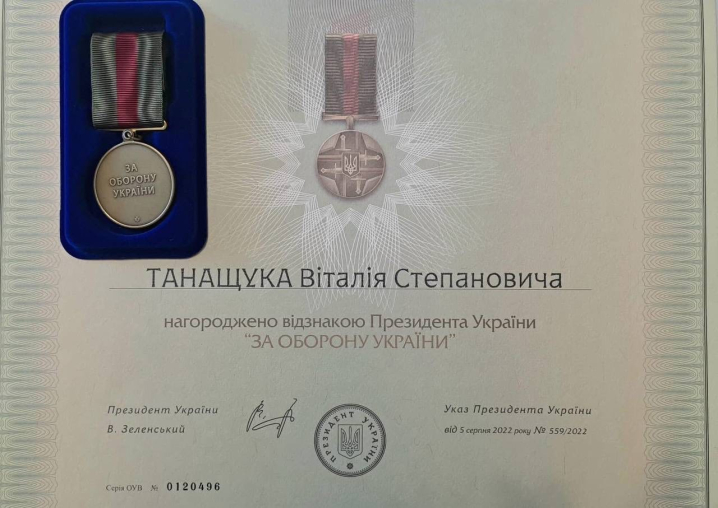 ЗА
ОБОРОНУ
УКРАЇНИ
ТАНАЩУКА Віталія Степановича
нагороджено відзнакою Президента України
“ЗА ОБОРОНУ УКРАЇНИ”
Президент України
В. Зеленський
ПРЕЗИДЕНТ УКРАЇНИ
Указ Президента України
від 5 серпня 2022 року № 559/2022
Серія ОУВ № 0120496